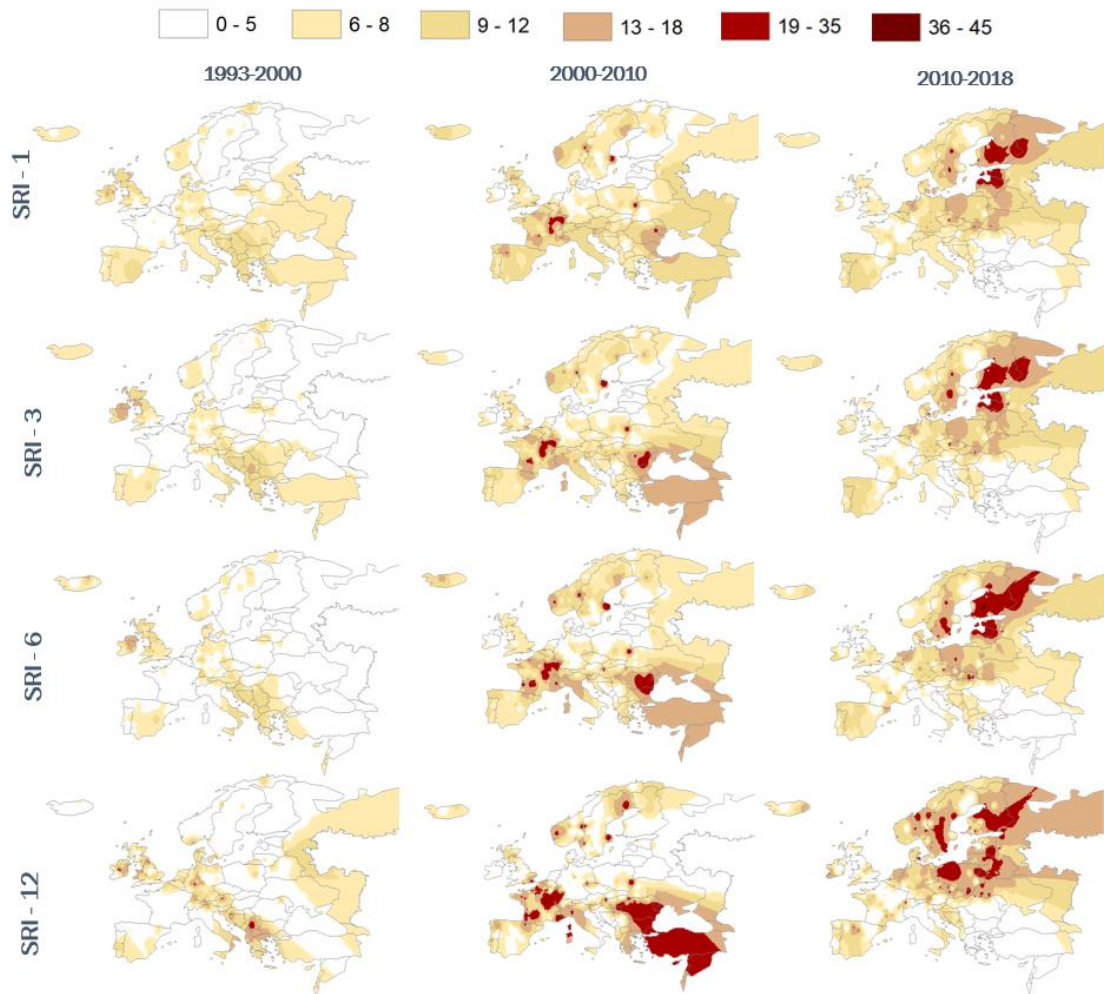 0 - 5 6 - 8 9 - 12 13 - 18 19 - 35 36 - 45
1993-2000 2000-2010 2010-2018
SRI - 1
SRI - 3
SRI - 6
SRI - 12